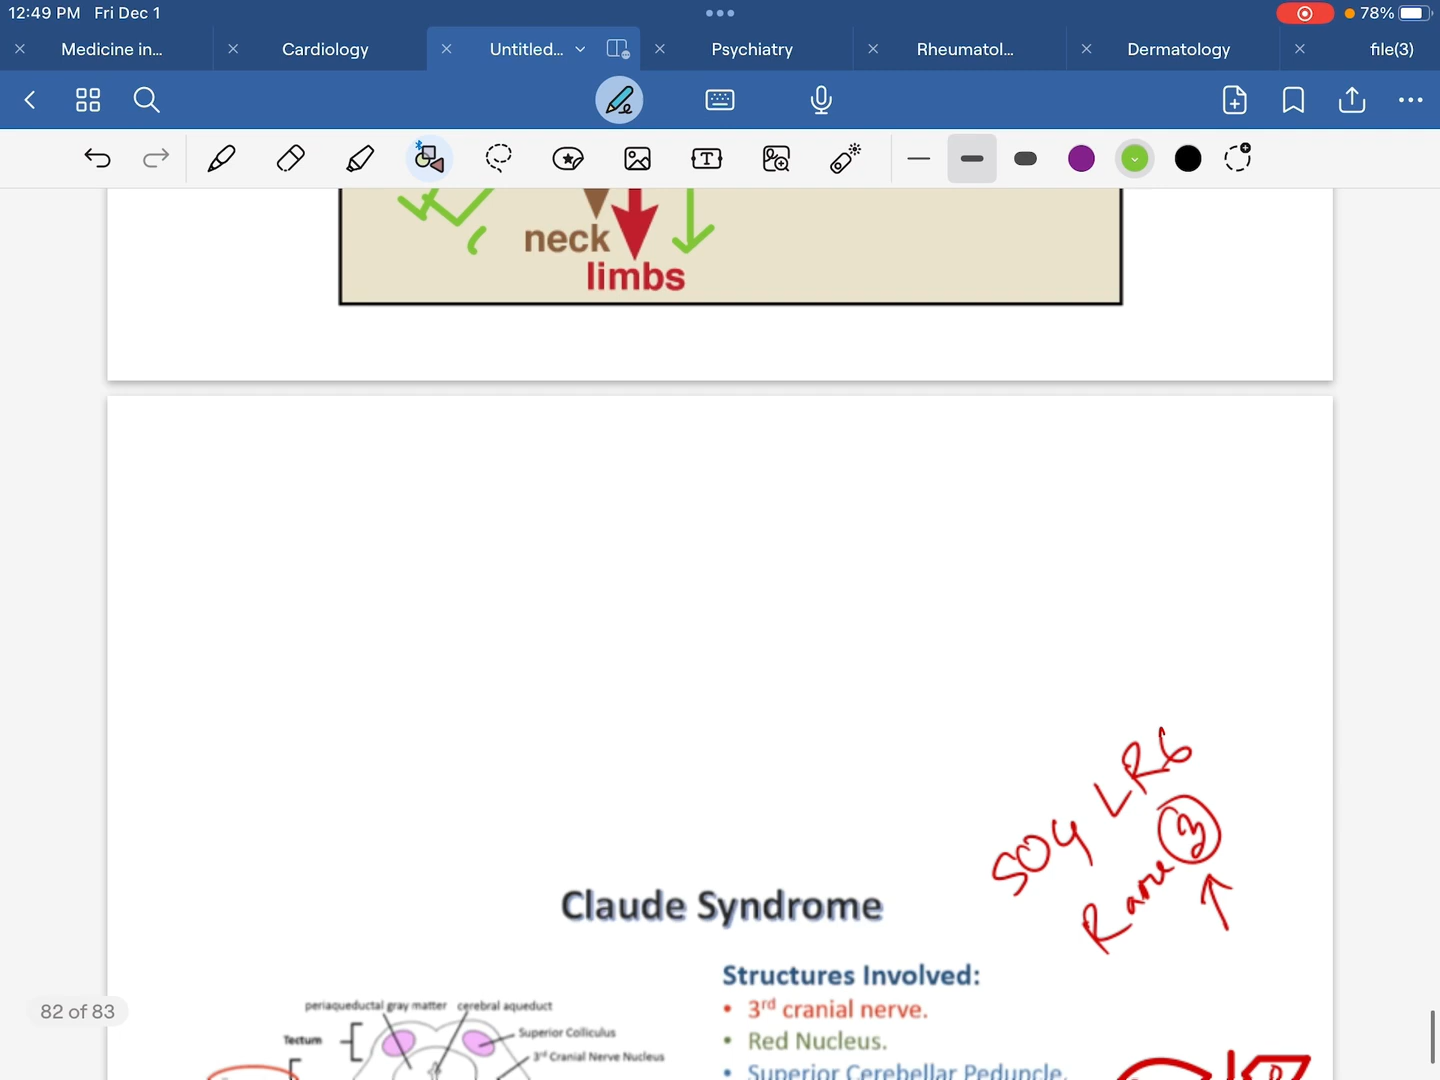 12:49 PM Fri Dec 1
78%
Medicine in...
Cardiology
Untitled...
Psychiatry
Rheumatol...
Dermatology
file(3)
neck
limbs
SO4 LR6
R are 3
Claude Syndrome
Structures Involved:
• 3rd cranial nerve.
• Red Nucleus.
• Superior Cerebellar Peduncle.
periaqueductal gray matter
cerebral aqueduct
Tectum
Superior Colliculus
3rd Cranial Nerve Nucleus
82 of 83